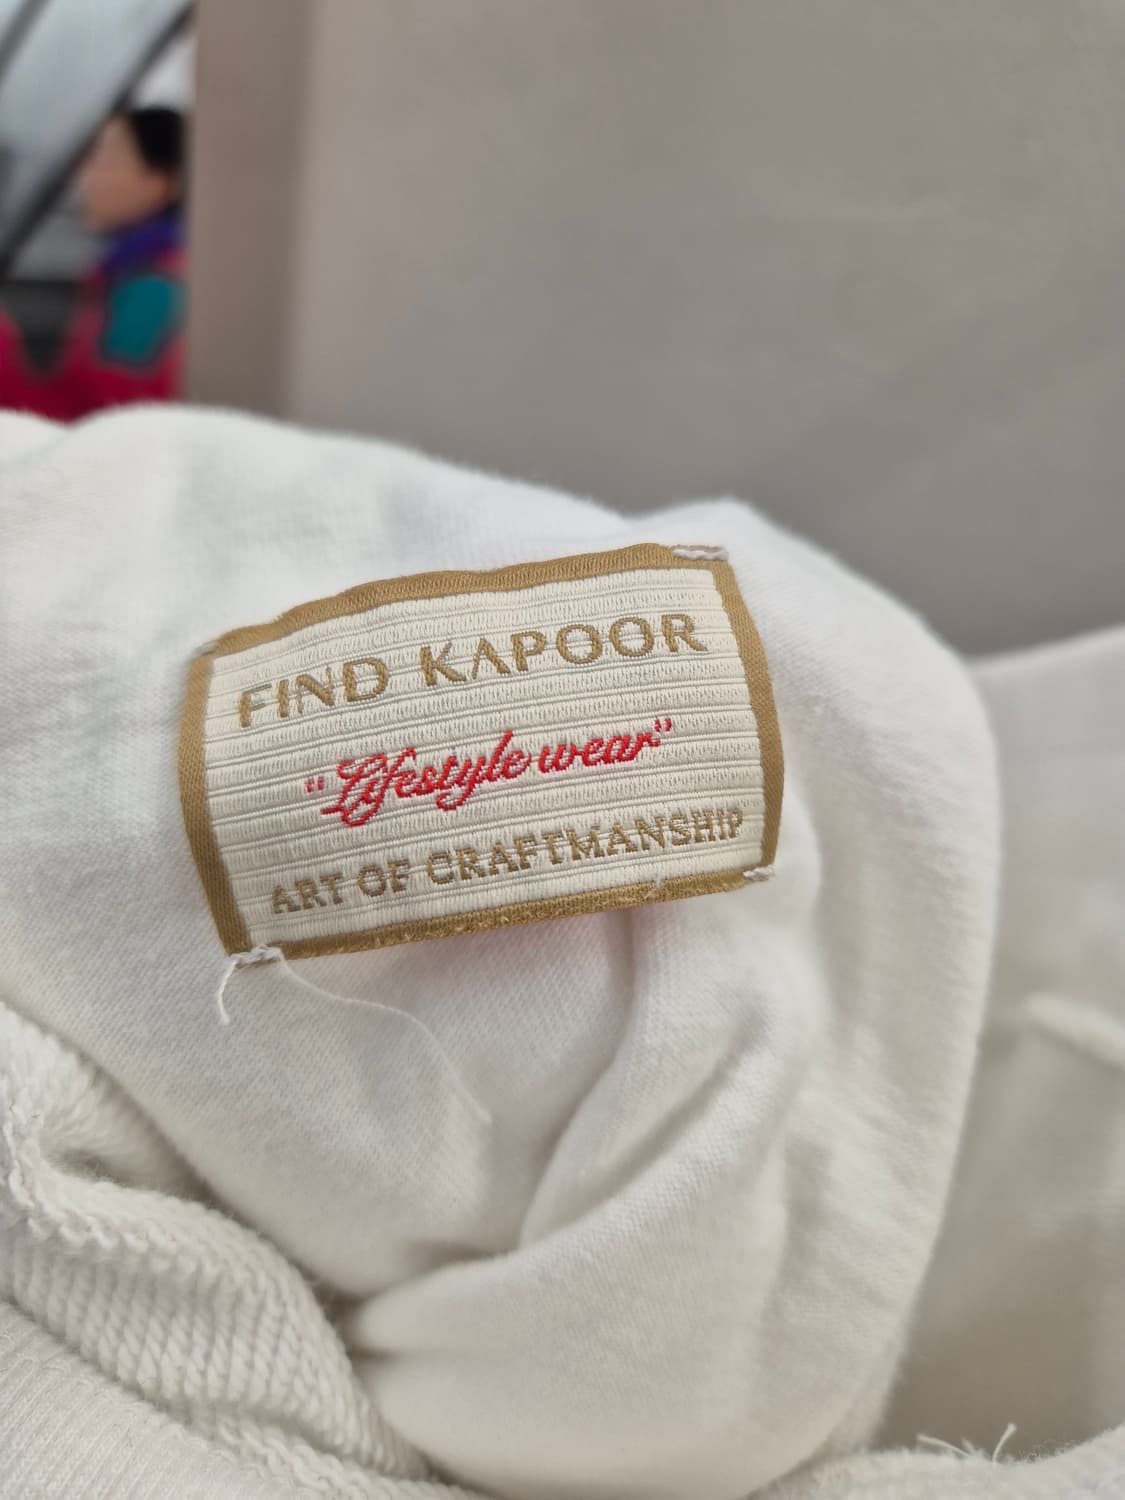 FIND KAPOOR
"Lifestyle wear"
ART OF CRAFTMANSHIP